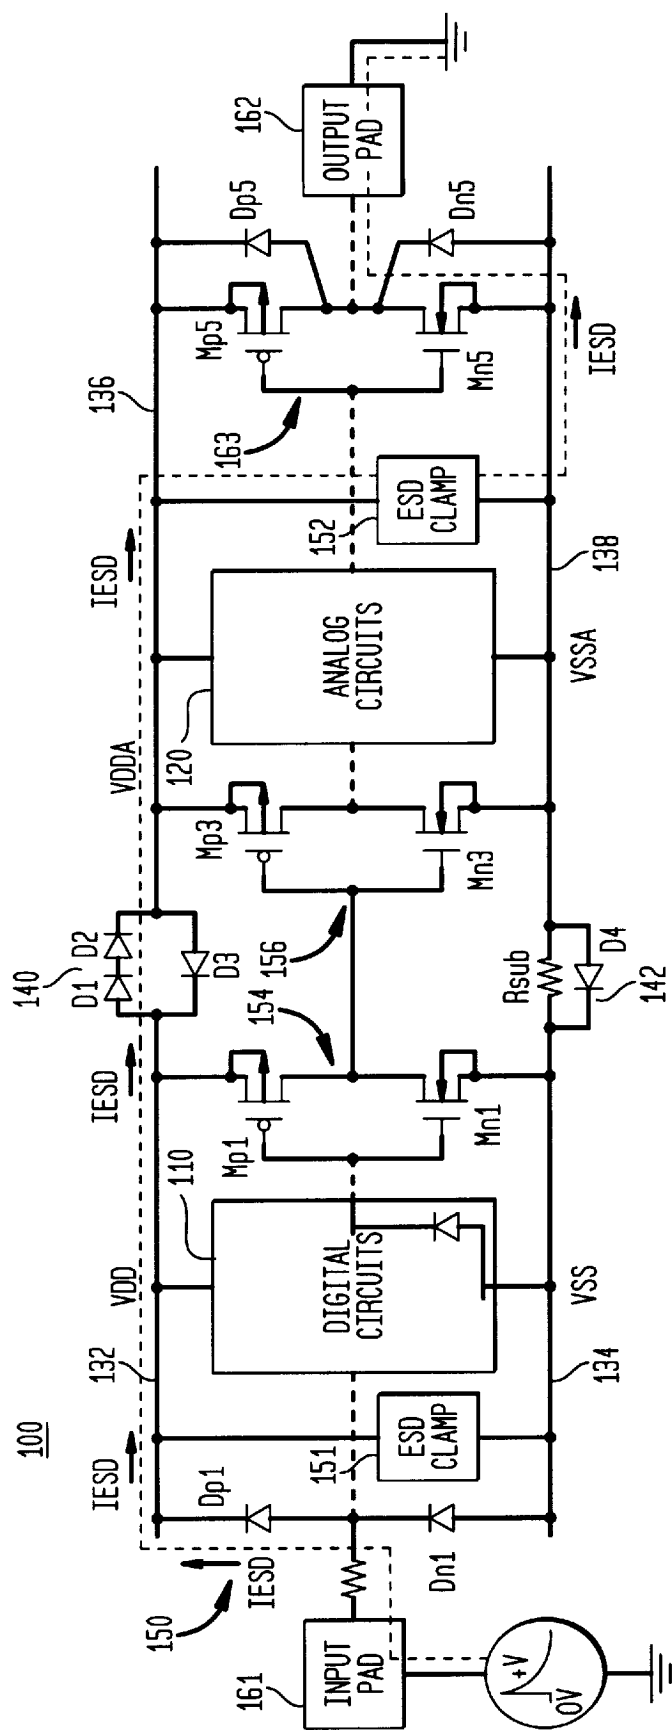 100
150
IESD
132
VDD
IESD
140
D1
D2
D3
VDDA
IESD
136
Dp1
IESD
110
Mp1
154
156
Mp3
120
163
Mp5
Dp5
162
161
INPUT
PAD
151
ESD
CLAMP
DIGITAL
CIRCUITS
ANALOG
CIRCUITS
152
ESD
CLAMP
OUTPUT
PAD
+V
0V
Dn1
Mn1
Rsub
Mn3
Mn5
Dn5
134
VSS
D4
142
VSSA
138
IESD